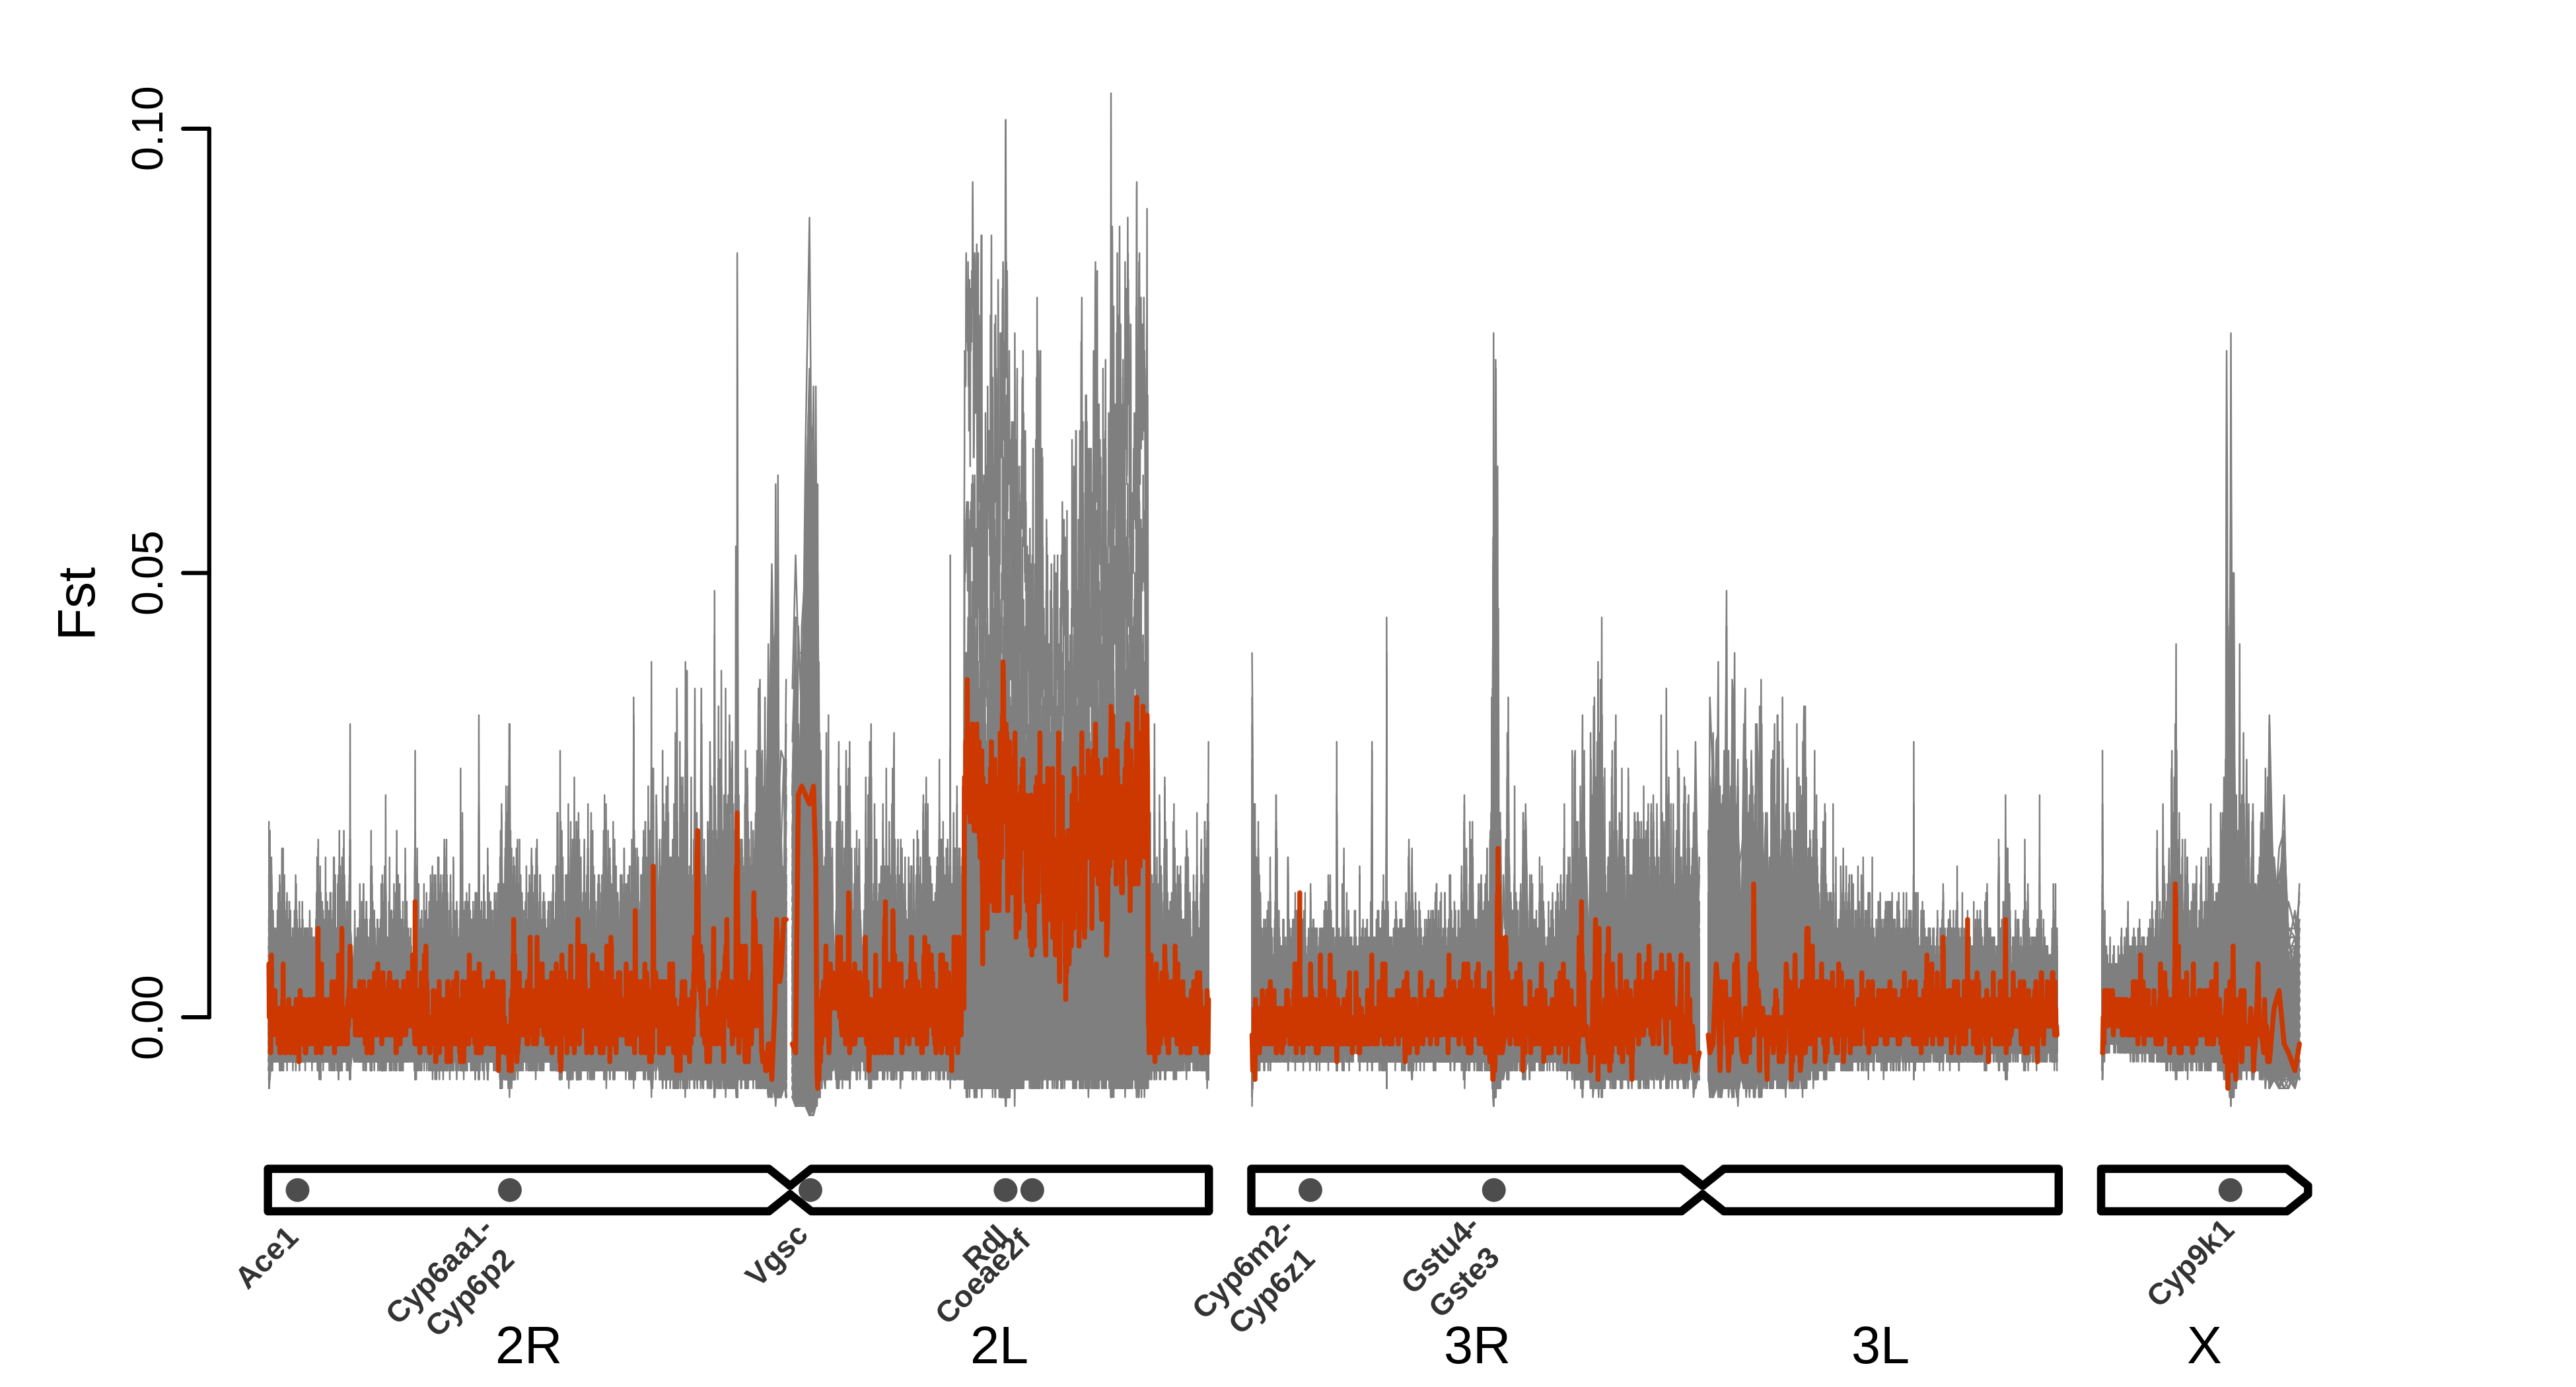 0.10
0.05
0.00
Fst
Ace1
Cyp6aa1-
Cyp6p2
Vgsc
Rdl
Coeae2f
Cyp6m2-
Cyp6z1
Gstu4-
Gste3
Cyp9k1
2R
2L
3R
3L
X